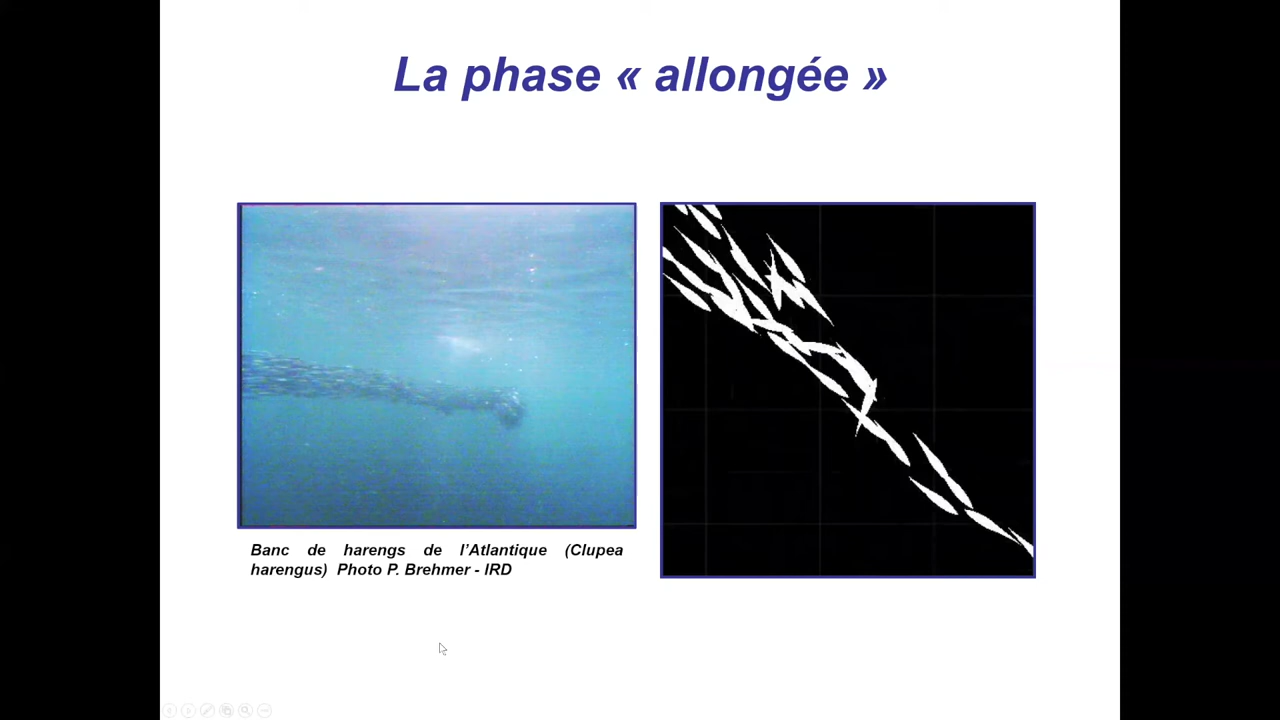 La phase « allongée »
Banc de harengs de l’Atlantique (Clupea
harengus) Photo P. Brehmer - IRD